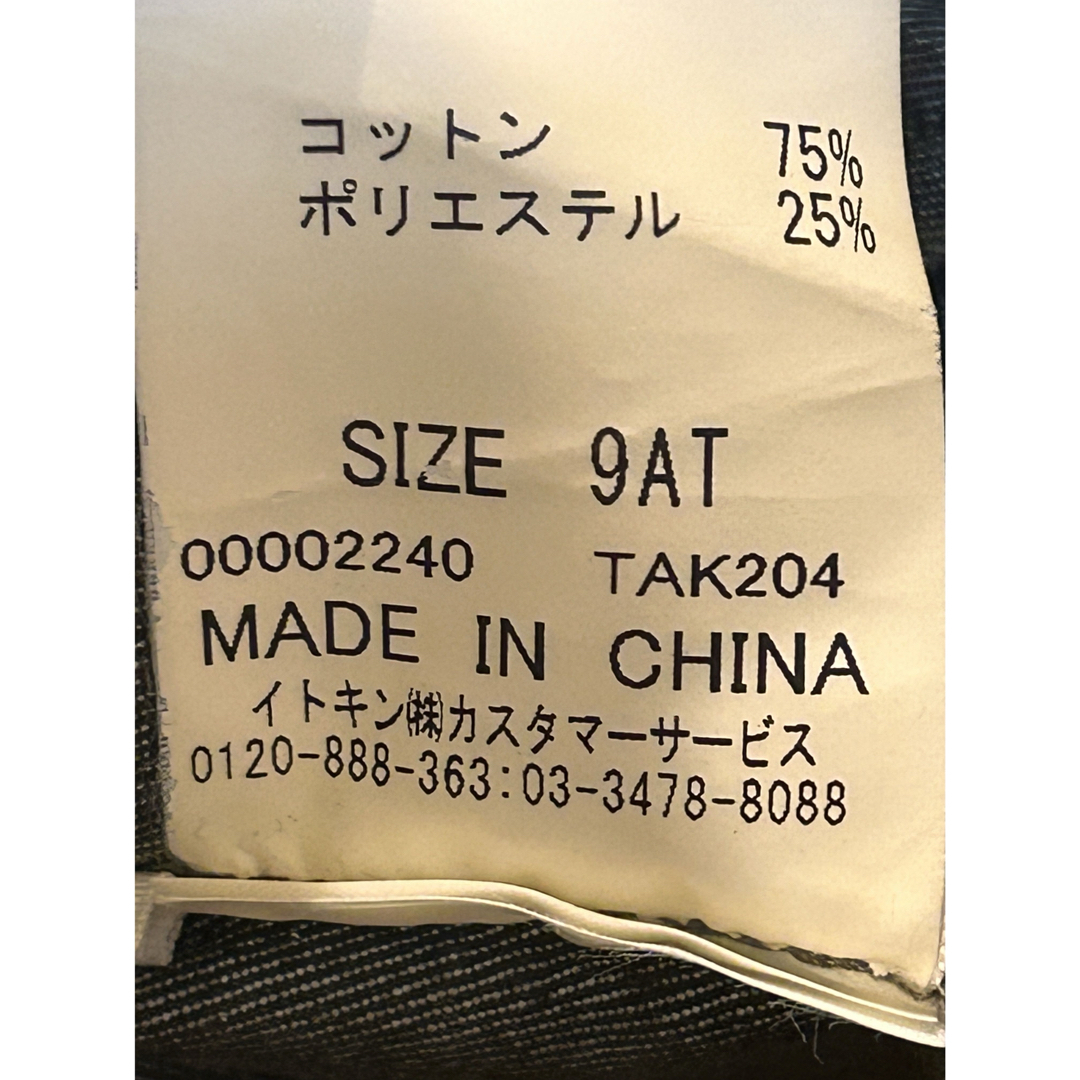 コットン 75%
ポリエステル 25%
SIZE 9AT
00002240 TAK204
MADE IN CHINA
イトキン㈱カスタマーサービス
0120-888-363:03-3478-8088